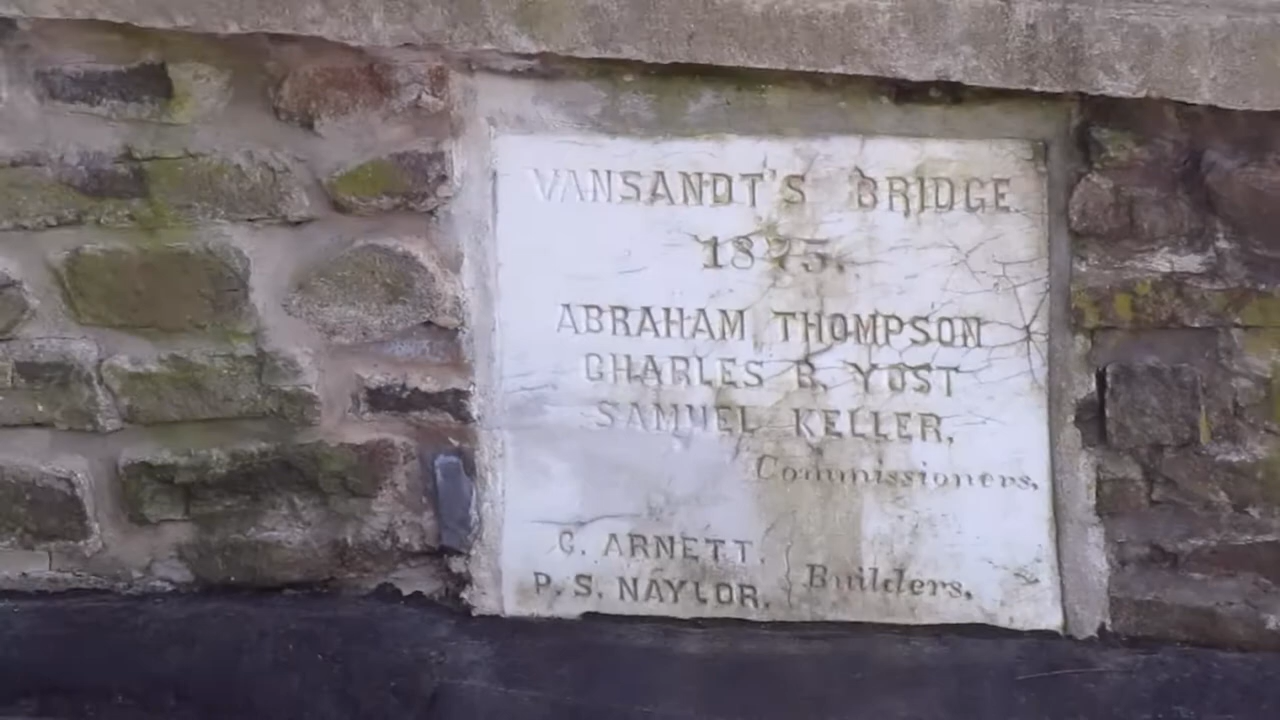 VANSANDT'S BRIDGE
1875.
ABRAHAM THOMPSON
CHARLES R. YOST
SAMUEL KELLER,
Commissioners,
G. ARNETT.
P. S. NAYLOR. } Builders.